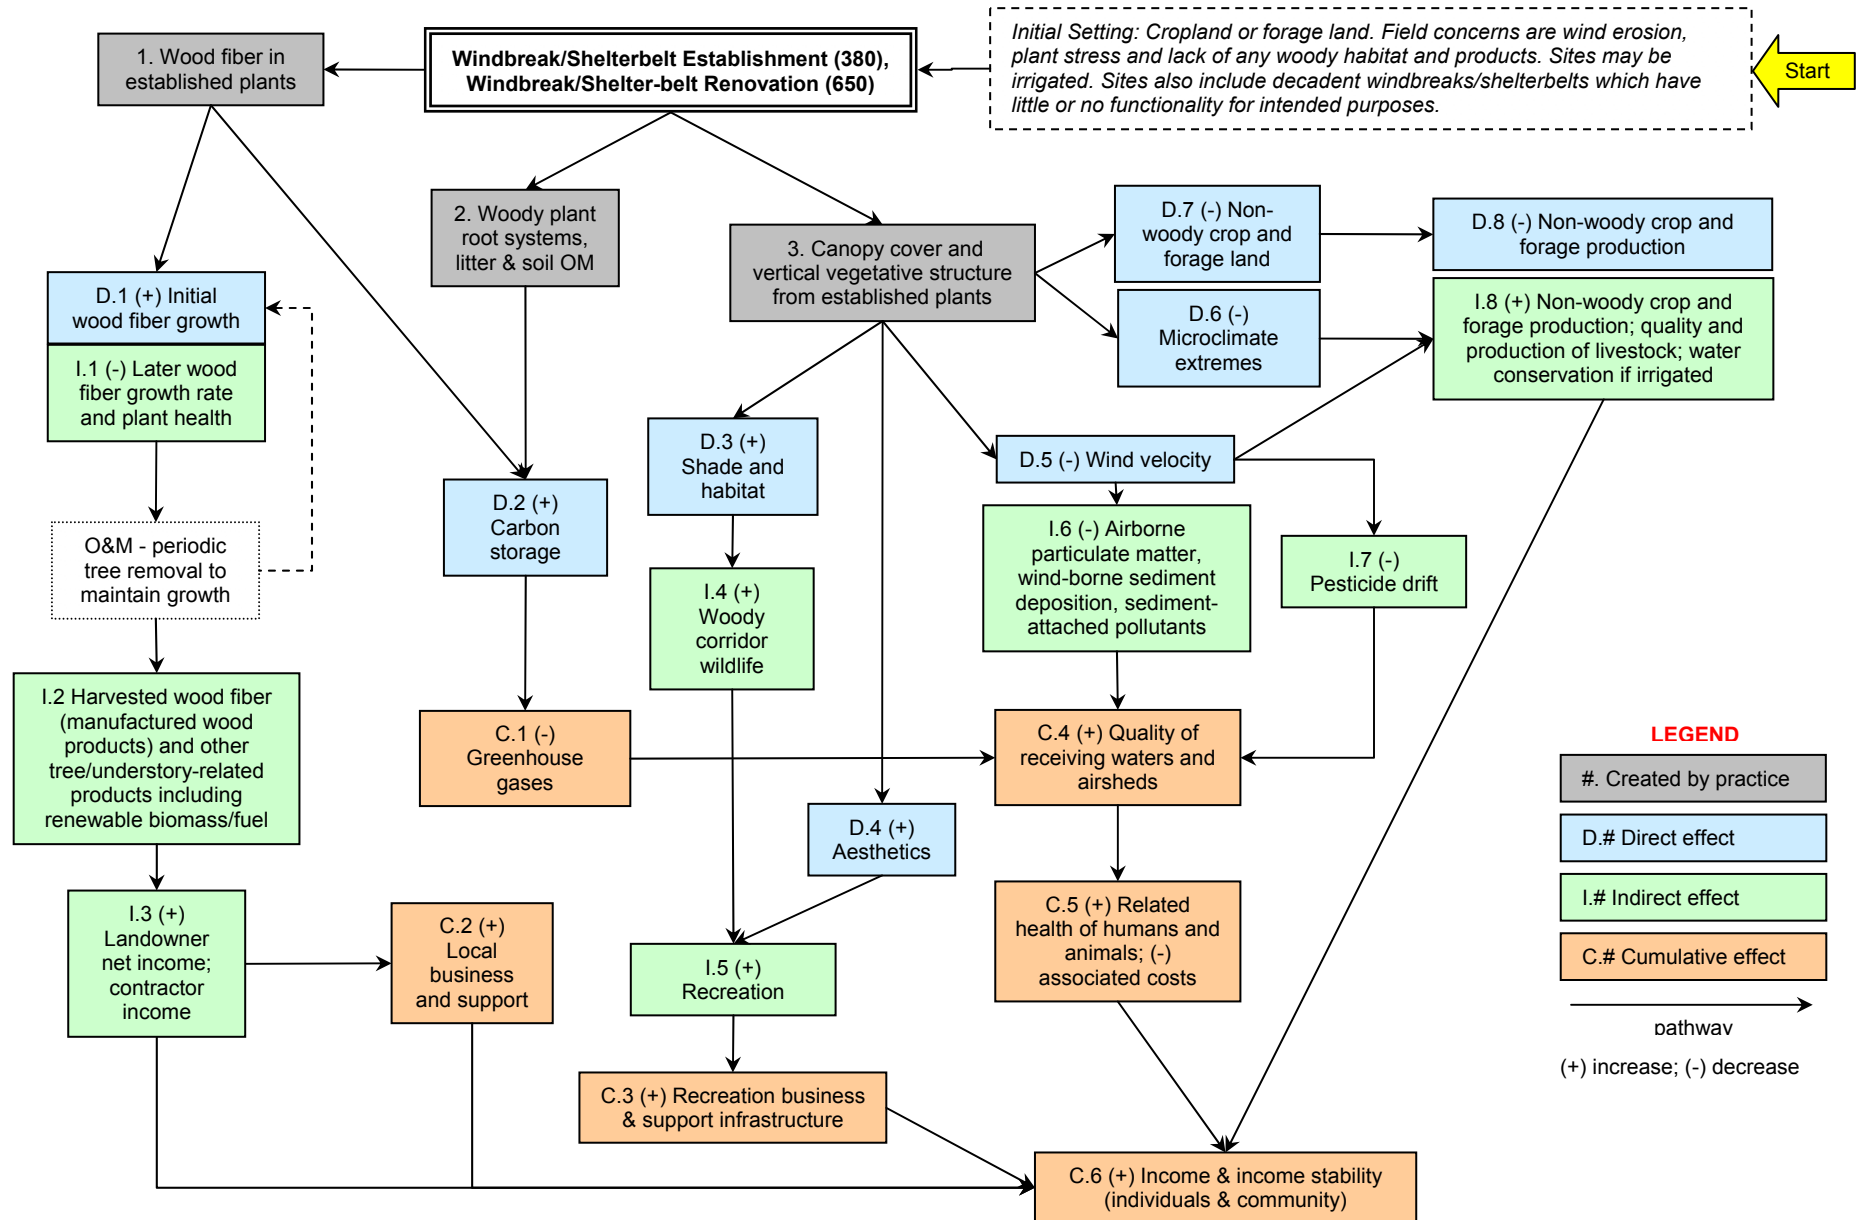 1. Wood fiber in
established plants
Windbreak/Shelterbelt Establishment (380),
Windbreak/Shelter-belt Renovation (650)
Initial Setting: Cropland or forage land. Field concerns are wind erosion,
plant stress and lack of any woody habitat and products. Sites may be
irrigated. Sites also include decadent windbreaks/shelterbelts which have
little or no functionality for intended purposes.
Start
2. Woody plant
root systems,
litter & soil OM
3. Canopy cover and
vertical vegetative structure
from established plants
D.7 (-) Non-
woody crop and
forage land
D.8 (-) Non-woody crop and
forage production
D.1 (+) Initial
wood fiber growth
I.1 (-) Later wood
fiber growth rate
and plant health
D.6 (-)
Microclimate
extremes
I.8 (+) Non-woody crop and
forage production; quality and
production of livestock; water
conservation if irrigated
D.3 (+)
Shade and
habitat
D.5 (-) Wind velocity
D.2 (+)
Carbon
storage
O&M - periodic
tree removal to
maintain growth
I.6 (-) Airborne
particulate matter,
wind-borne sediment
deposition, sediment-
attached pollutants
I.7 (-)
Pesticide drift
I.4 (+)
Woody
corridor
wildlife
I.2 Harvested wood fiber
(manufactured wood
products) and other
tree/understory-related
products including
renewable biomass/fuel
C.1 (-)
Greenhouse
gases
C.4 (+) Quality of
receiving waters and
airsheds
D.4 (+)
Aesthetics
I.3 (+)
Landowner
net income;
contractor
income
C.2 (+)
Local
business
and support
I.5 (+)
Recreation
C.5 (+) Related
health of humans and
animals; (-)
associated costs
C.3 (+) Recreation business
& support infrastructure
C.6 (+) Income & income stability
(individuals & community)
LEGEND
#. Created by practice
D.# Direct effect
I.# Indirect effect
C.# Cumulative effect
pathway
(+) increase; (-) decrease